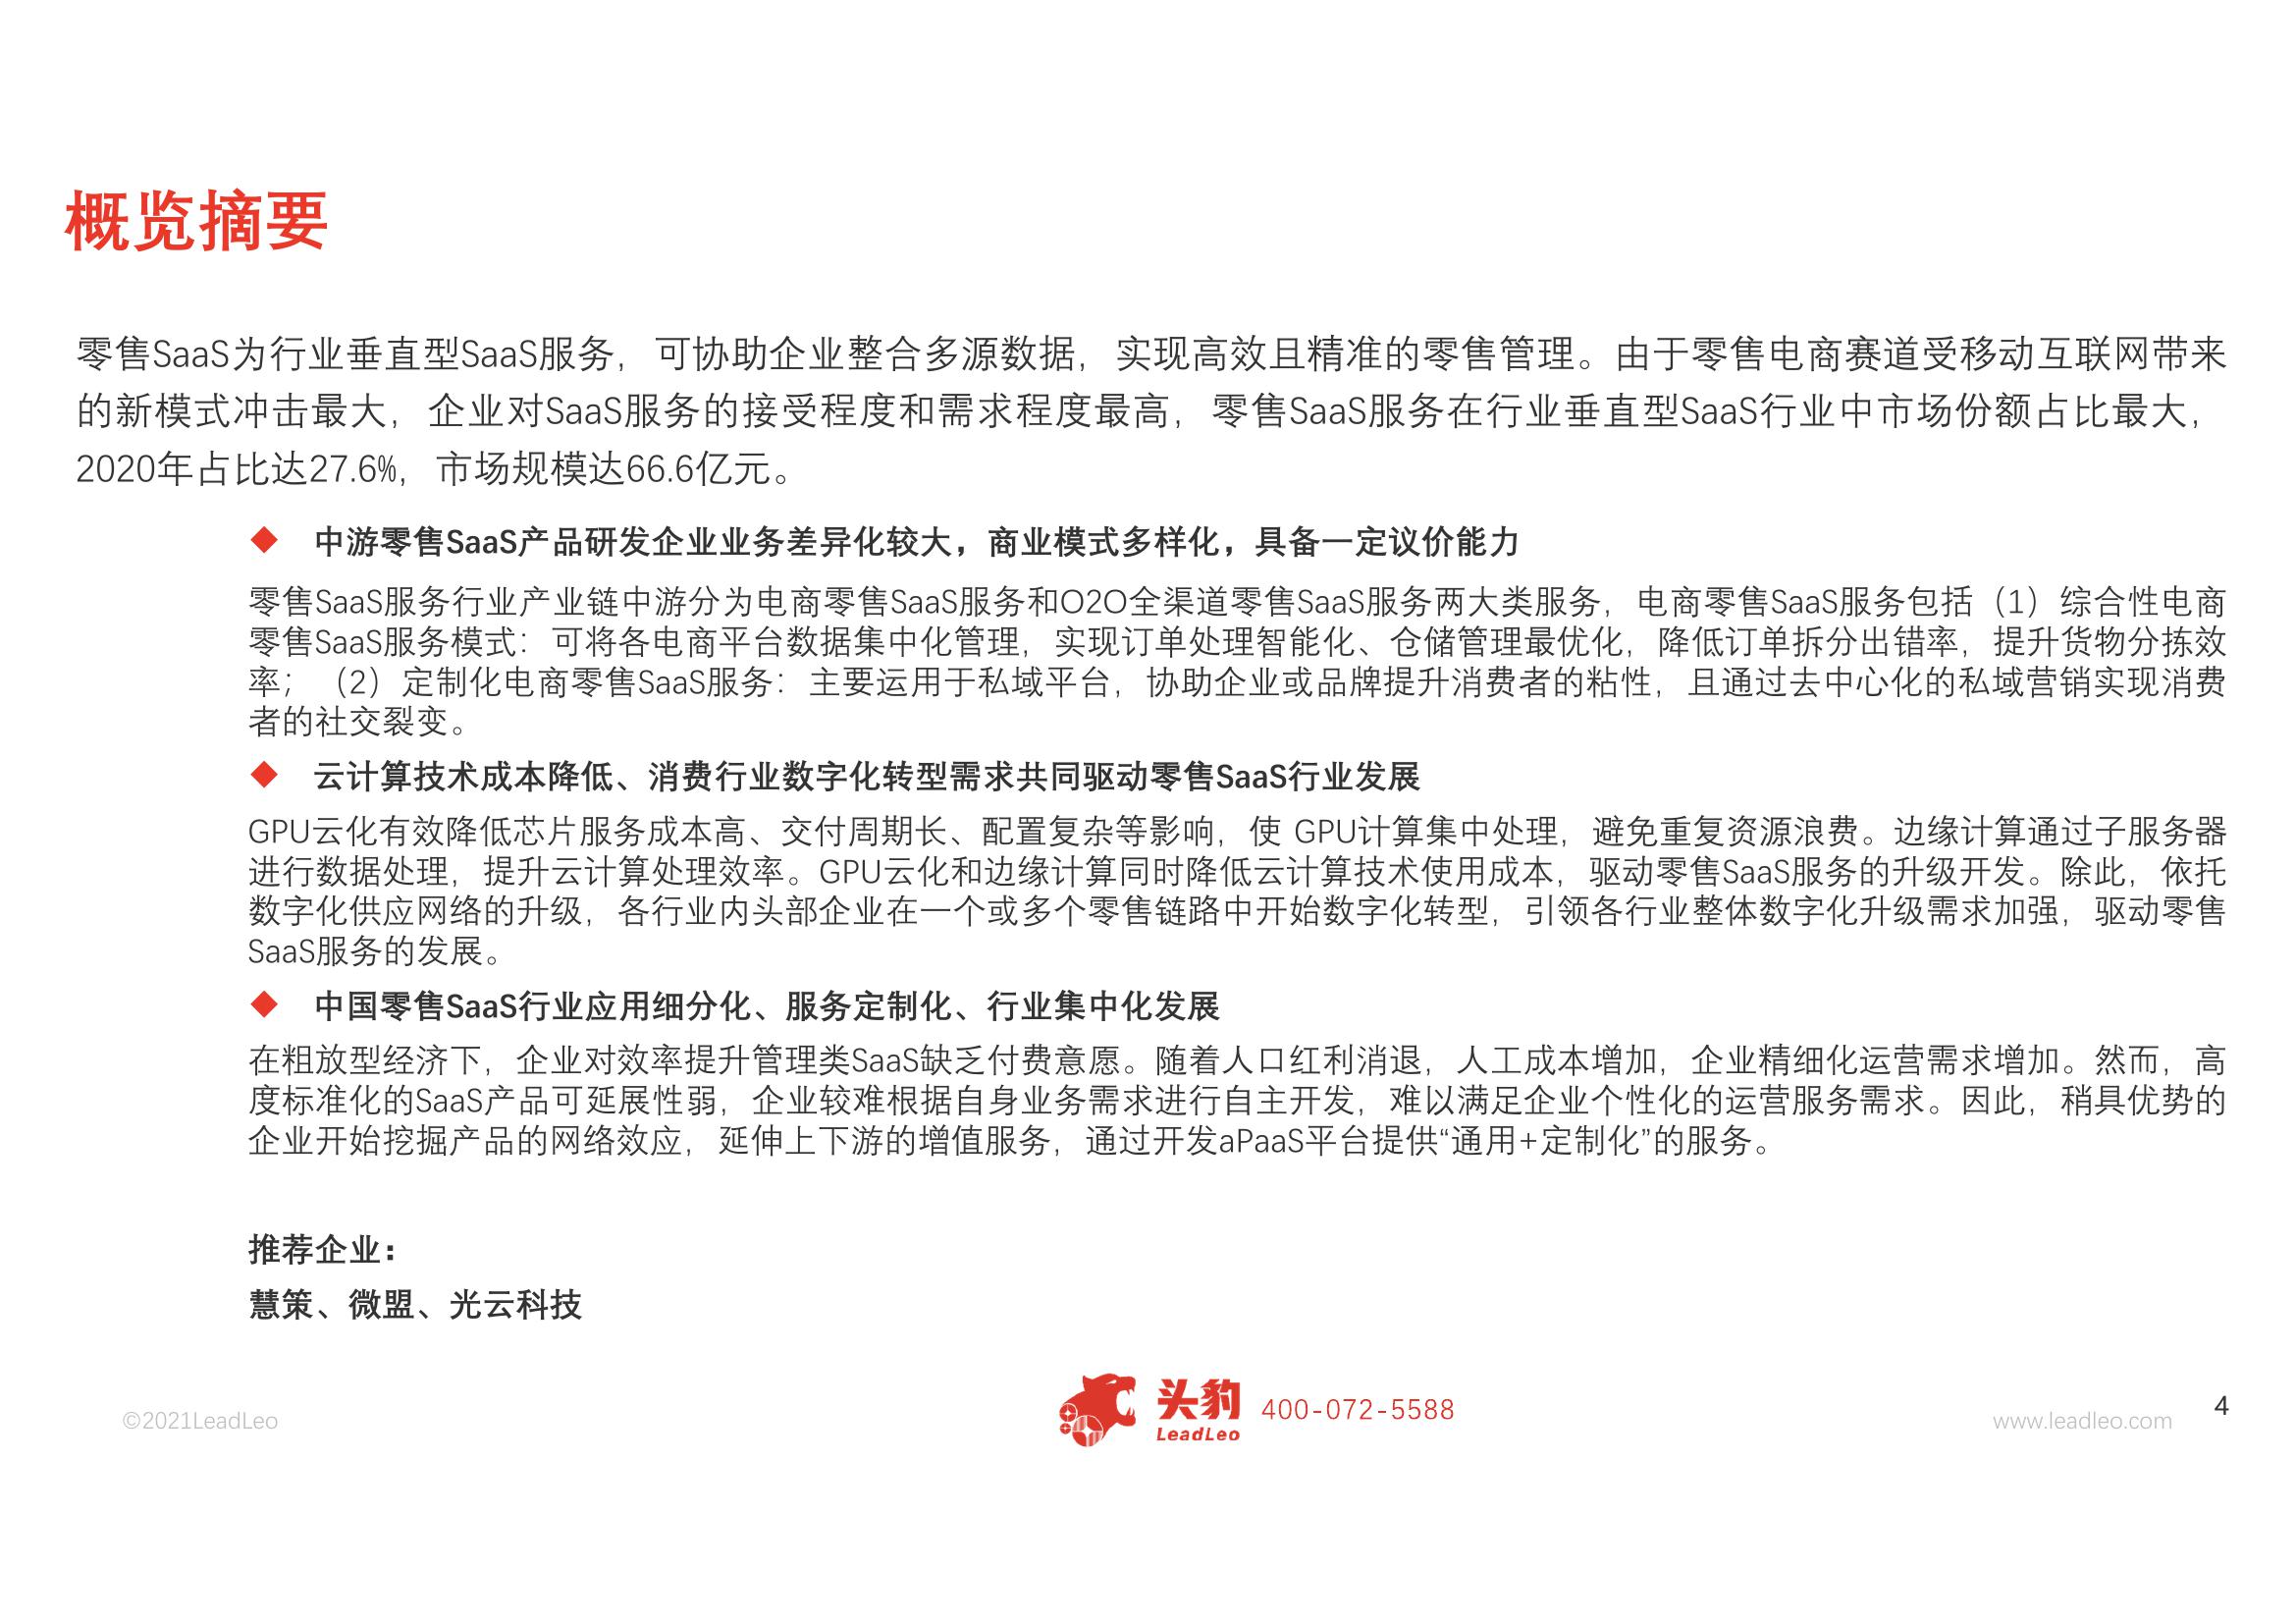 概览摘要
零售SaaS为行业垂直型SaaS服务，可协助企业整合多源数据，实现高效且精准的零售管理。由于零售电商赛道受移动互联网带来
的新模式冲击最大，企业对SaaS服务的接受程度和需求程度最高，零售SaaS服务在行业垂直型SaaS行业中市场份额占比最大，
2020年占比达27.6%，市场规模达66.6亿元。
◆ 中游零售SaaS产品研发企业业务差异化较大，商业模式多样化，具备一定议价能力
零售SaaS服务行业产业链中游分为电商零售SaaS服务和O2O全渠道零售SaaS服务两大类服务，电商零售SaaS服务包括（1）综合性电商
零售SaaS服务模式：可将各电商平台数据集中化管理，实现订单处理智能化、仓储管理最优化，降低订单拆分出错率，提升货物分拣效
率；（2）定制化电商零售SaaS服务：主要运用于私域平台，协助企业或品牌提升消费者的粘性，且通过去中心化的私域营销实现消费
者的社交裂变。
◆ 云计算技术成本降低、消费行业数字化转型需求共同驱动零售SaaS行业发展
GPU云化有效降低芯片服务成本高、交付周期长、配置复杂等影响，使 GPU计算集中处理，避免重复资源浪费。边缘计算通过子服务器
进行数据处理，提升云计算处理效率。GPU云化和边缘计算同时降低云计算技术使用成本，驱动零售SaaS服务的升级开发。除此，依托
数字化供应网络的升级，各行业内头部企业在一个或多个零售链路中开始数字化转型，引领各行业整体数字化升级需求加强，驱动零售
SaaS服务的发展。
◆ 中国零售SaaS行业应用细分化、服务定制化、行业集中化发展
在粗放型经济下，企业对效率提升管理类SaaS缺乏付费意愿。随着人口红利消退，人工成本增加，企业精细化运营需求增加。然而，高
度标准化的SaaS产品可延展性弱，企业较难根据自身业务需求进行自主开发，难以满足企业个性化的运营服务需求。因此，稍具优势的
企业开始挖掘产品的网络效应，延伸上下游的增值服务，通过开发aPaaS平台提供“通用+定制化”的服务。
推荐企业：
慧策、微盟、光云科技
©2021LeadLeo
头豹
LeadLeo
400-072-5588
www.leadleo.com
4